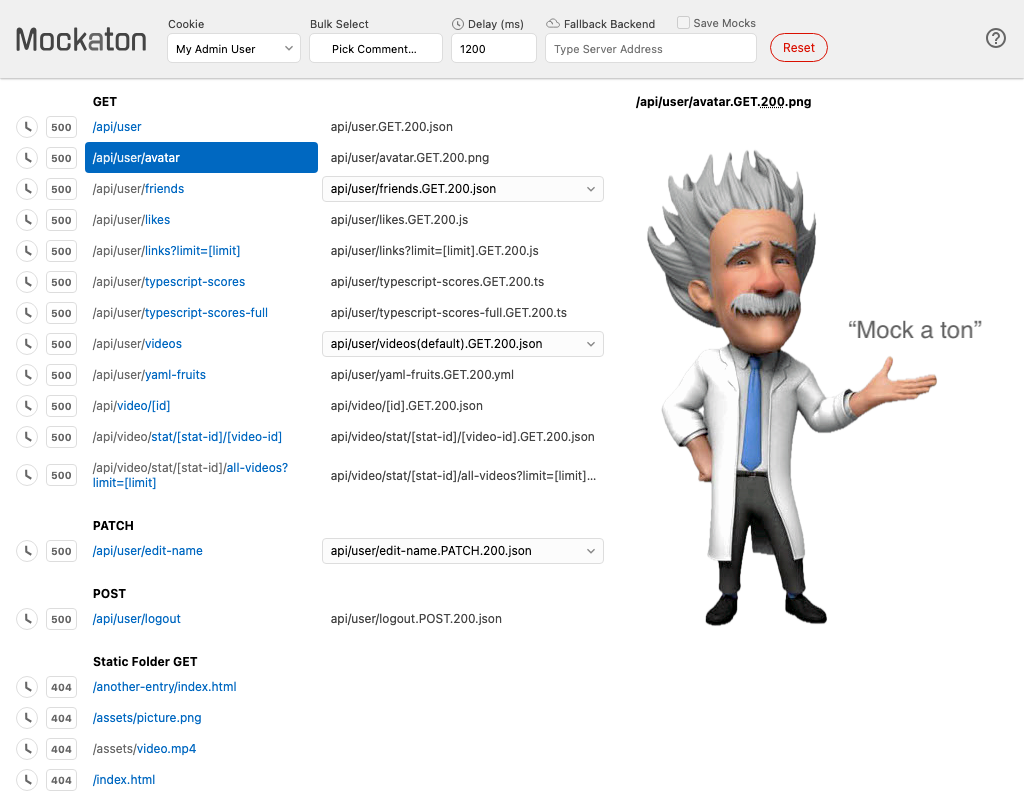 Mockaton
Cookie
My Admin User
Bulk Select
Pick Comment...
Delay (ms)
1200
Fallback Backend
Type Server Address
Save Mocks
Reset
?
GET
500 /api/user api/user.GET.200.json
500 /api/user/avatar api/user/avatar.GET.200.png
500 /api/user/friends api/user/friends.GET.200.json
500 /api/user/likes api/user/likes.GET.200.js
500 /api/user/links?limit=[limit] api/user/links?limit=[limit].GET.200.js
500 /api/user/typescript-scores api/user/typescript-scores.GET.200.ts
500 /api/user/typescript-scores-full api/user/typescript-scores-full.GET.200.ts
500 /api/user/videos api/user/videos(default).GET.200.json
500 /api/user/yaml-fruits api/user/yaml-fruits.GET.200.yml
500 /api/video/[id] api/video/[id].GET.200.json
500 /api/video/stat/[stat-id]/[video-id] api/video/stat/[stat-id]/[video-id].GET.200.json
500 /api/video/stat/[stat-id]/all-videos?
limit=[limit] api/video/stat/[stat-id]/all-videos?limit=[limit]...
PATCH
500 /api/user/edit-name api/user/edit-name.PATCH.200.json
POST
500 /api/user/logout api/user/logout.POST.200.json
Static Folder GET
404 /another-entry/index.html
404 /assets/picture.png
404 /assets/video.mp4
404 /index.html
/api/user/avatar.GET.200.png
“Mock a ton”